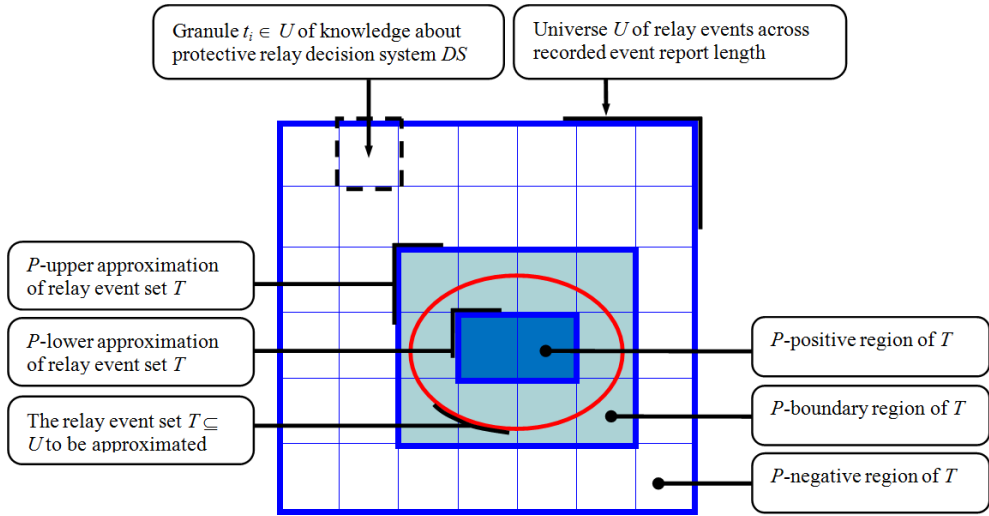 Granule tᵢ ∈ U of knowledge about
protective relay decision system DS
Universe U of relay events across
recorded event report length
P-upper approximation
of relay event set T
P-lower approximation
of relay event set T
The relay event set T ⊆
U to be approximated
P-positive region of T
P-boundary region of T
P-negative region of T